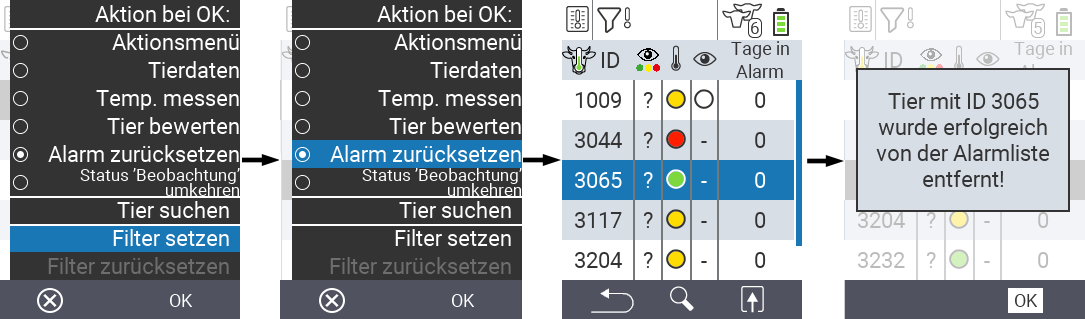 Aktion bei OK:
Aktionsmenü
Tierdaten
Temp. messen
Tier bewerten
Alarm zurücksetzen
Status 'Beobachtung'
umkehren
Tier suchen
Filter setzen
Filter zurücksetzen
OK
Aktion bei OK:
Aktionsmenü
Tierdaten
Temp. messen
Tier bewerten
Alarm zurücksetzen
Status 'Beobachtung'
umkehren
Tier suchen
Filter setzen
Filter zurücksetzen
OK
6
ID Tage in
Alarm
1009 ? 0
3044 ? - 0
3065 ? - 0
3117 ? - 0
3204 ? - 0
5
ID Tage in
Alarm
Tier mit ID 3065
wurde erfolgreich
von der Alarmliste
entfernt!
3204 ? - 0
3232 ? - 0
OK